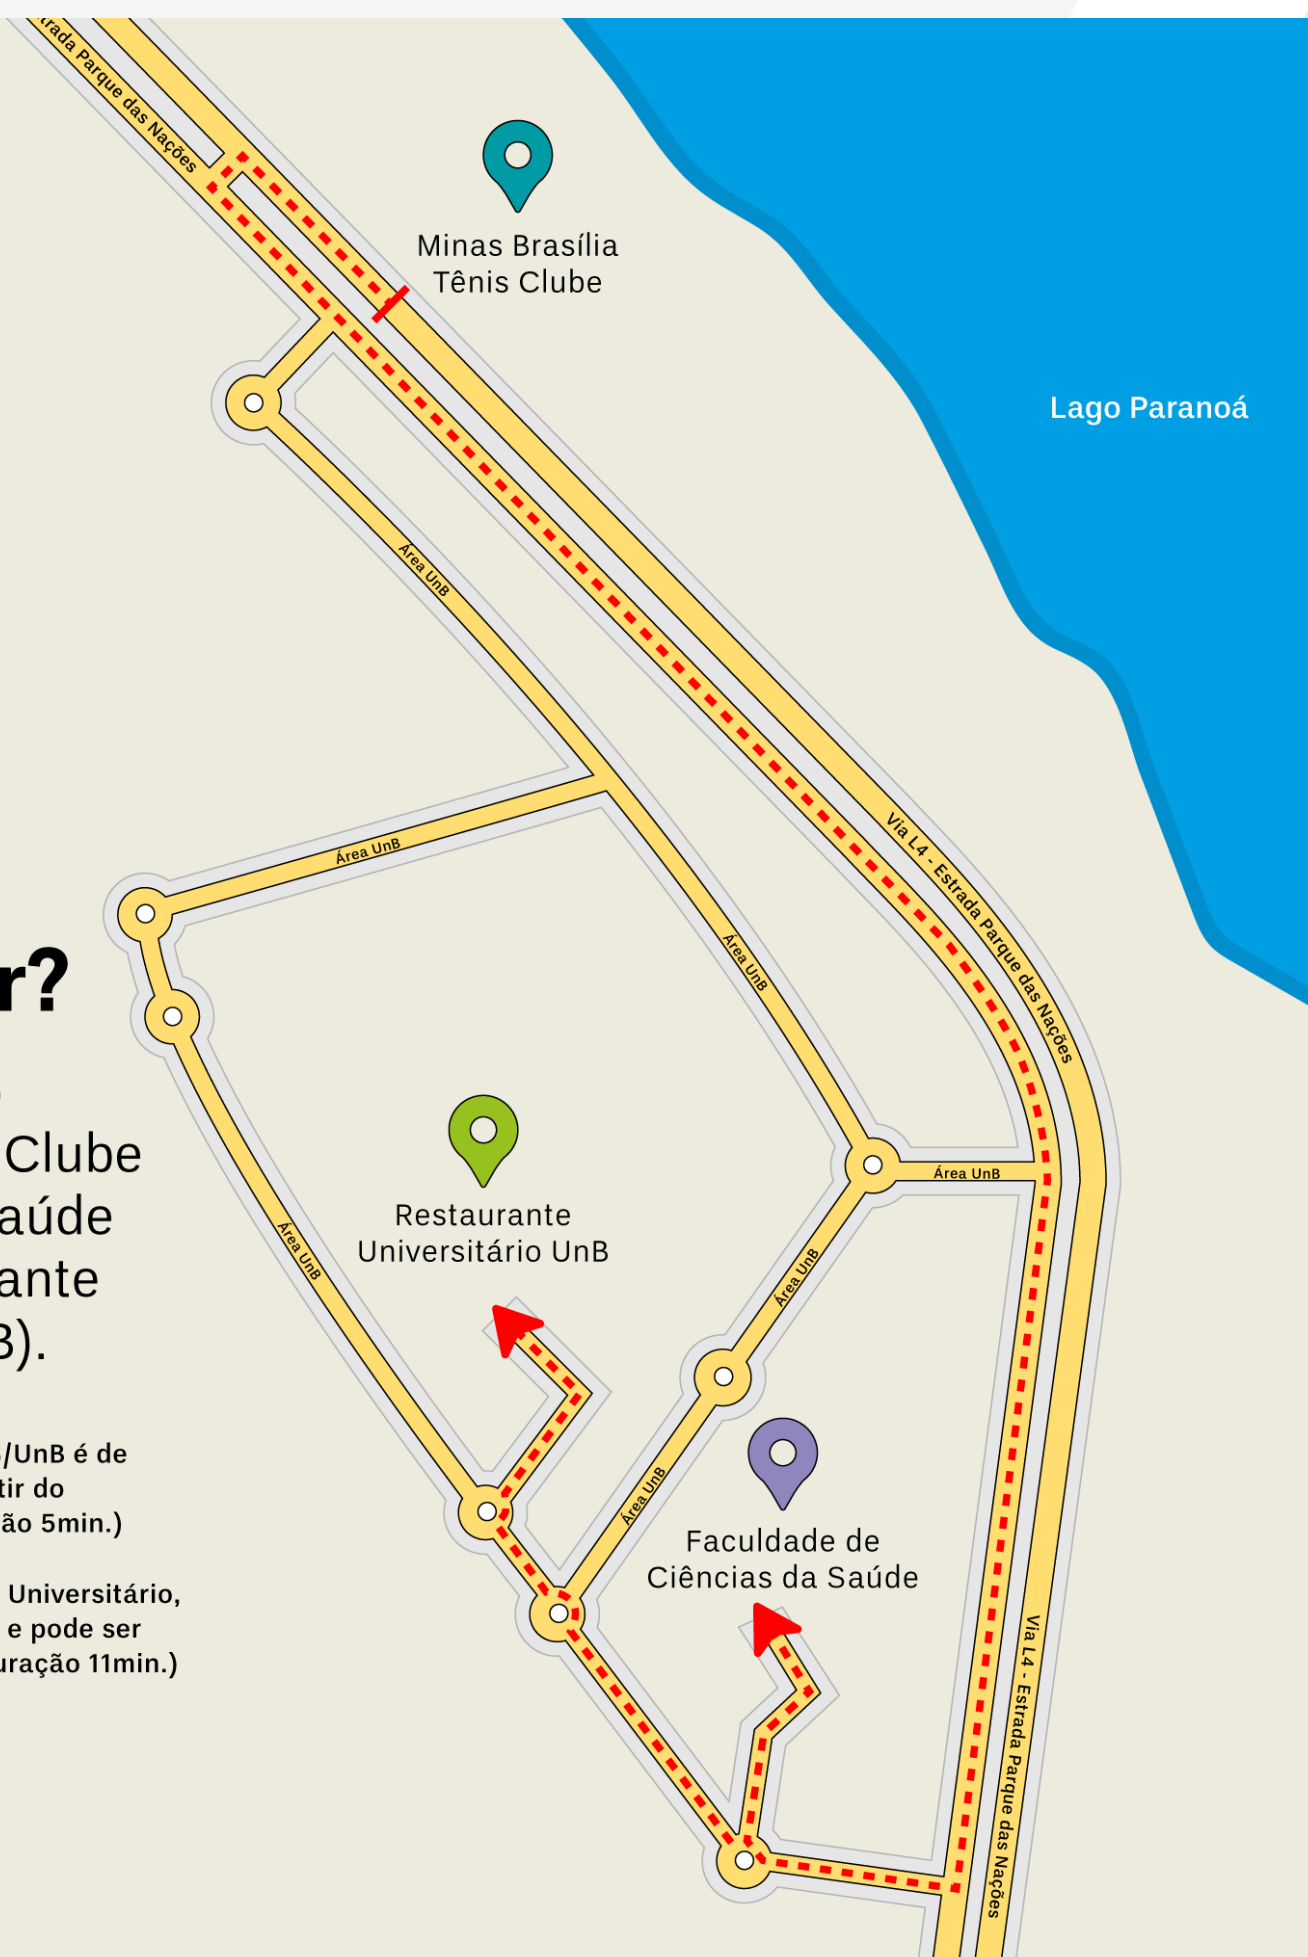 trada Parque das Nações
Minas Brasília
Tênis Clube
Lago Paranoá
Área UnB
Via L4 - Estrada Parque das Nações
Área UnB
Área UnB
r?
Clube
aúde
ante
B).
Restaurante
Universitário UnB
Área UnB
Área UnB
Área UnB
/UnB é de
tir do
ão 5min.)
Universitário,
e pode ser
uração 11min.)
Área UnB
Faculdade de
Ciências da Saúde
Via L4 - Estrada Parque das Nações